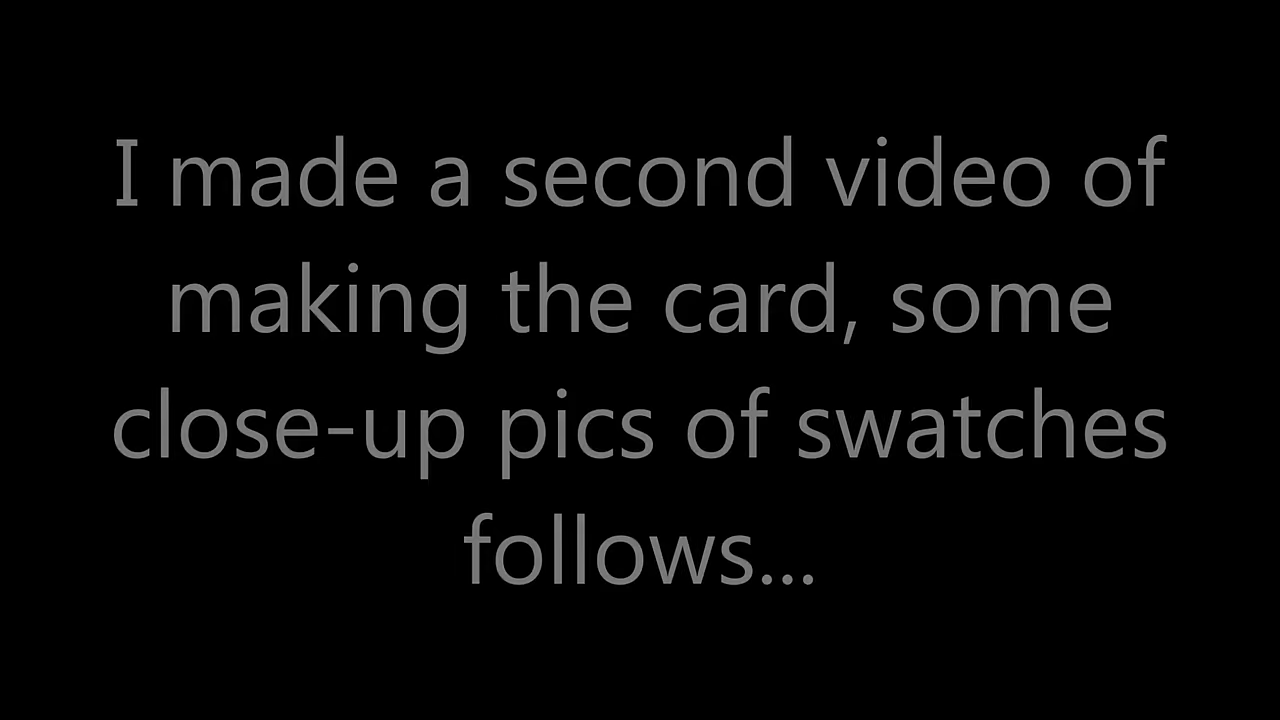 I made a second video of
making the card, some
close-up pics of swatches
follows...